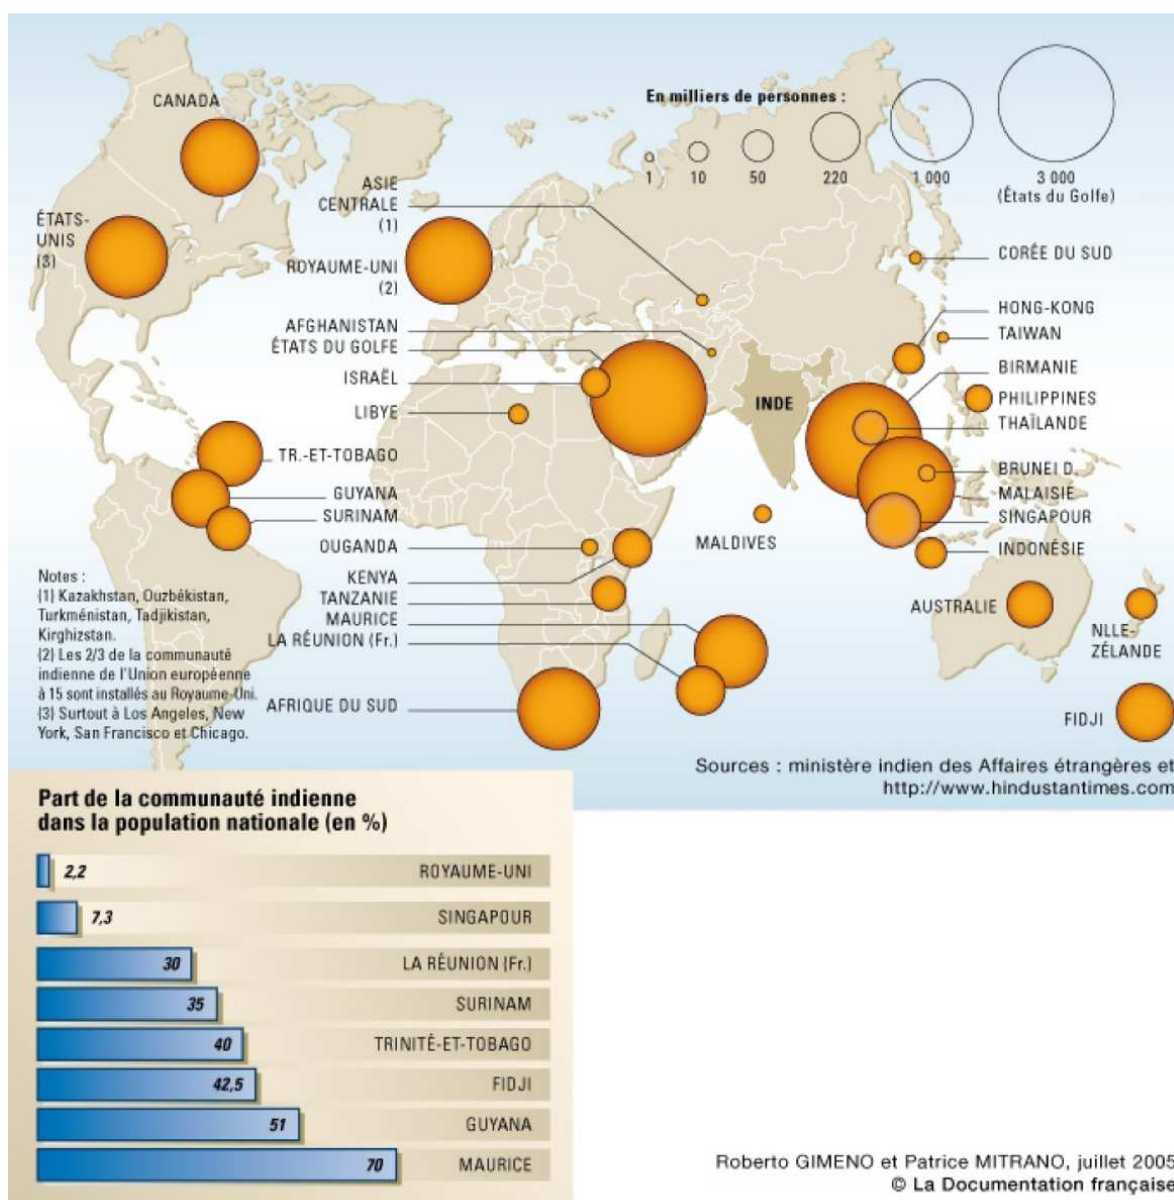 CANADA
En milliers de personnes :
1
10
50
220
1 000
3 000
(États du Golfe)
ASIE
CENTRALE
(1)
ÉTATS-
UNIS
(3)
ROYAUME-UNI
(2)
CORÉE DU SUD
HONG-KONG
TAIWAN
AFGHANISTAN
ÉTATS DU GOLFE
ISRAËL
LIBYE
INDE
BIRMANIE
PHILIPPINES
THAÏLANDE
TR.-ET-TOBAGO
GUYANA
SURINAM
BRUNEI D.
MALAISIE
SINGAPOUR
INDONÉSIE
MALDIVES
OUGANDA
KENYA
TANZANIE
MAURICE
LA RÉUNION (Fr.)
AFRIQUE DU SUD
AUSTRALIE
NLLE-
ZÉLANDE
FIDJI
Notes :
(1) Kazakhstan, Ouzbékistan,
Turkménistan, Tadjikistan,
Kirghizstan.
(2) Les 2/3 de la communauté
indienne de l'Union européenne
à 15 sont installés au Royaume-Uni.
(3) Surtout à Los Angeles, New
York, San Francisco et Chicago.
Sources : ministère indien des Affaires étrangères et
http://www.hindustantimes.com
Part de la communauté indienne
dans la population nationale (en %)
2,2 ROYAUME-UNI
7,3 SINGAPOUR
30 LA RÉUNION (Fr.)
35 SURINAM
40 TRINITÉ-ET-TOBAGO
42,5 FIDJI
51 GUYANA
70 MAURICE
Roberto GIMENO et Patrice MITRANO, juillet 2005
© La Documentation française